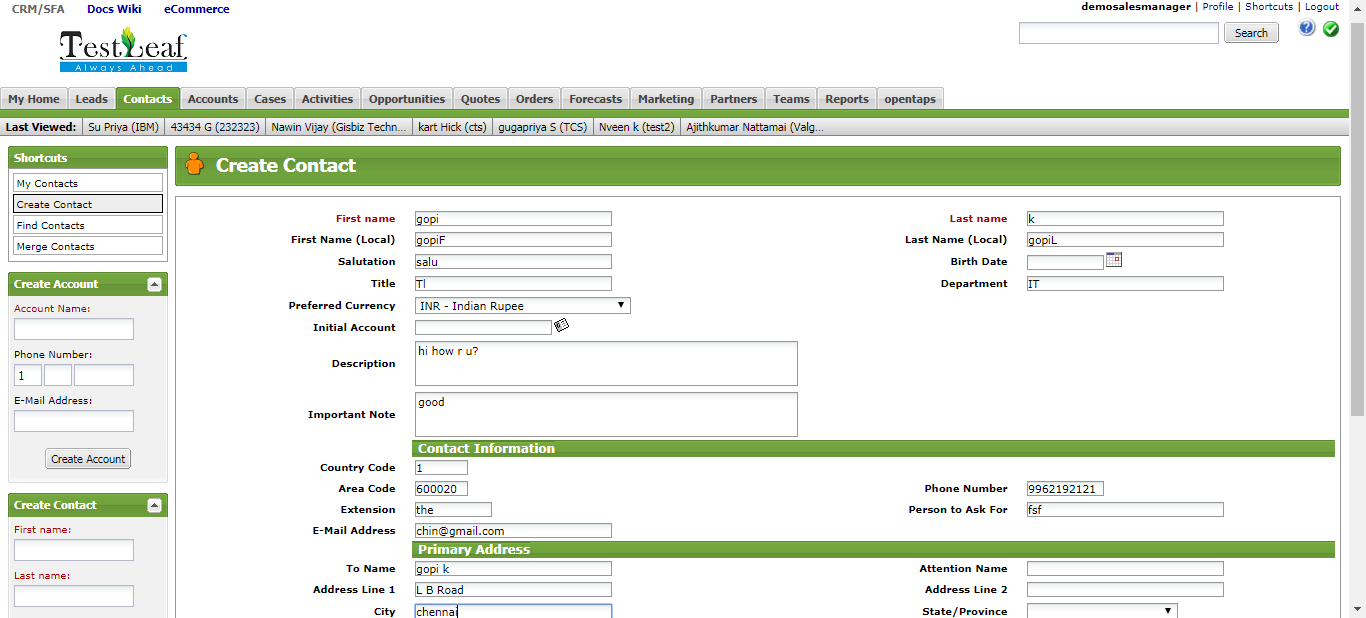 CRM/SFA Docs Wiki eCommerce
demosalesmanager | Profile | Shortcuts | Logout
TestLeaf
Always Ahead
Search
My Home Leads Contacts Accounts Cases Activities Opportunities Quotes Orders Forecasts Marketing Partners Teams Reports opentaps
Last Viewed: Su Priya (IBM) 43434 G (232323) Nawin Vijay (Gisbiz Techn... kart Hick (cts) gugapriya S (TCS) Nveen k (test2) Ajithkumar Nattamai (Valg...
Shortcuts
My Contacts
Create Contact
Find Contacts
Merge Contacts
Create Account
Account Name:
Phone Number:
1
E-Mail Address:
Create Account
Create Contact
First name:
Last name:
Create Contact
First name gopi Last name k
First Name (Local) gopiF Last Name (Local) gopiL
Salutation salu Birth Date
Title Tl Department IT
Preferred Currency INR - Indian Rupee
Initial Account
Description hi how r u?
Important Note good
Contact Information
Country Code 1
Area Code 600020 Phone Number 9962192121
Extension the Person to Ask For fsf
E-Mail Address chin@gmail.com
Primary Address
To Name gopi k Attention Name
Address Line 1 L B Road Address Line 2
City chennai State/Province